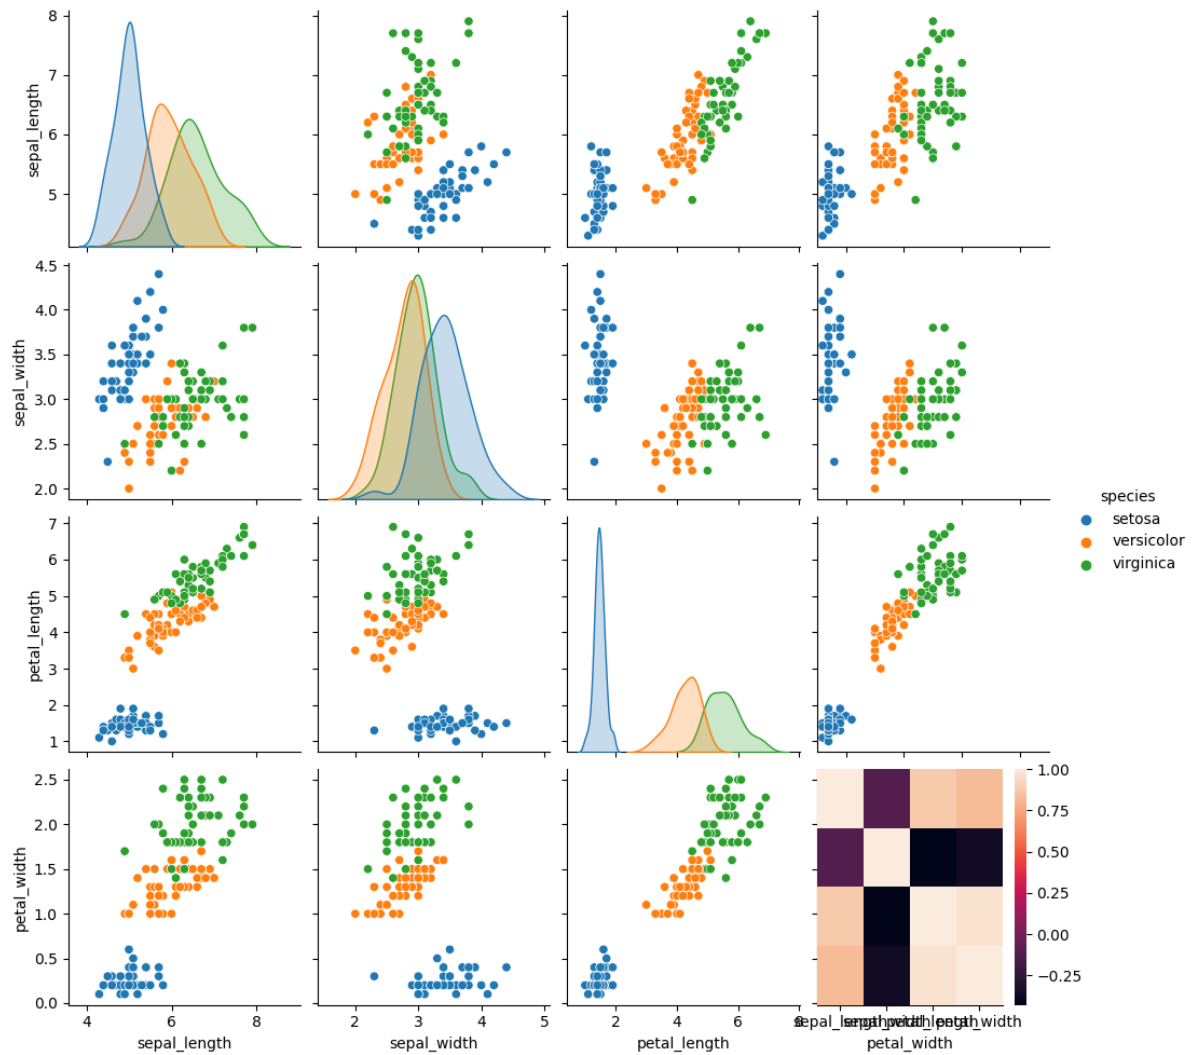 8
7
6
5
sepal_length
4.5
4.0
3.5
3.0
2.5
2.0
sepal_width
species
setosa
versicolor
virginica
7
6
5
4
3
2
1
petal_length
2.5
2.0
1.5
1.0
0.5
0.0
petal_width
1.00
0.75
0.50
0.25
0.00
−0.25
4 6 8
2 3 4 5
2 4 6 8
sepal_length
sepal_width
petal_length
petal_width